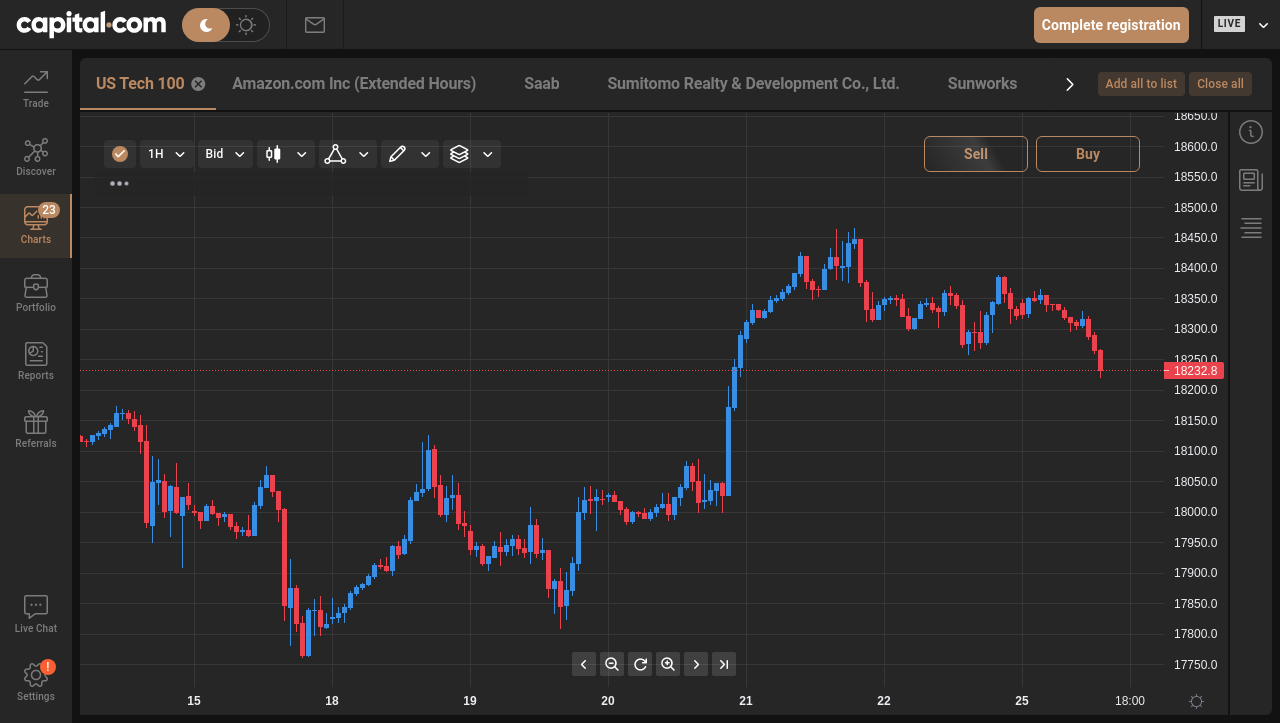 capital.com
Complete registration
LIVE
US Tech 100
Amazon.com Inc (Extended Hours)
Saab
Sumitomo Realty & Development Co., Ltd.
Sunworks
Add all to list
Close all
Trade
Discover
23
Charts
Portfolio
Reports
Referrals
Live Chat
!
Settings
1H
Bid
Sell
Buy
18650.0
18600.0
18550.0
18500.0
18450.0
18400.0
18350.0
18300.0
18250.0
18232.8
18200.0
18150.0
18100.0
18050.0
18000.0
17950.0
17900.0
17850.0
17800.0
17750.0
15
18
19
20
21
22
25
18:00